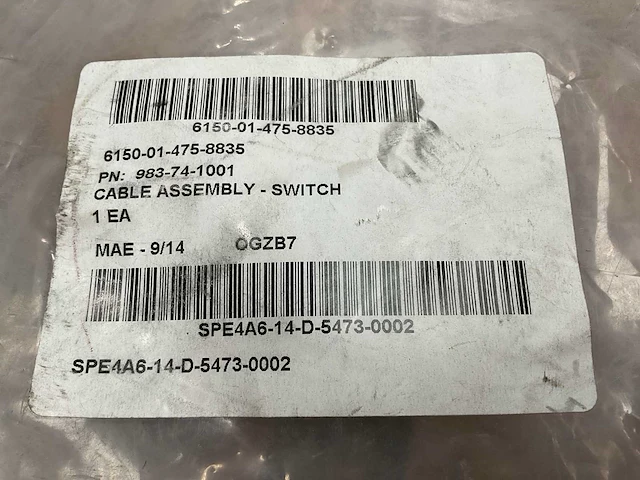 6150-01-475-8835
6150-01-475-8835
PN: 983-74-1001
CABLE ASSEMBLY - SWITCH
1 EA
MAE - 9/14 OGZB7
SPE4A6-14-D-5473-0002
SPE4A6-14-D-5473-0002